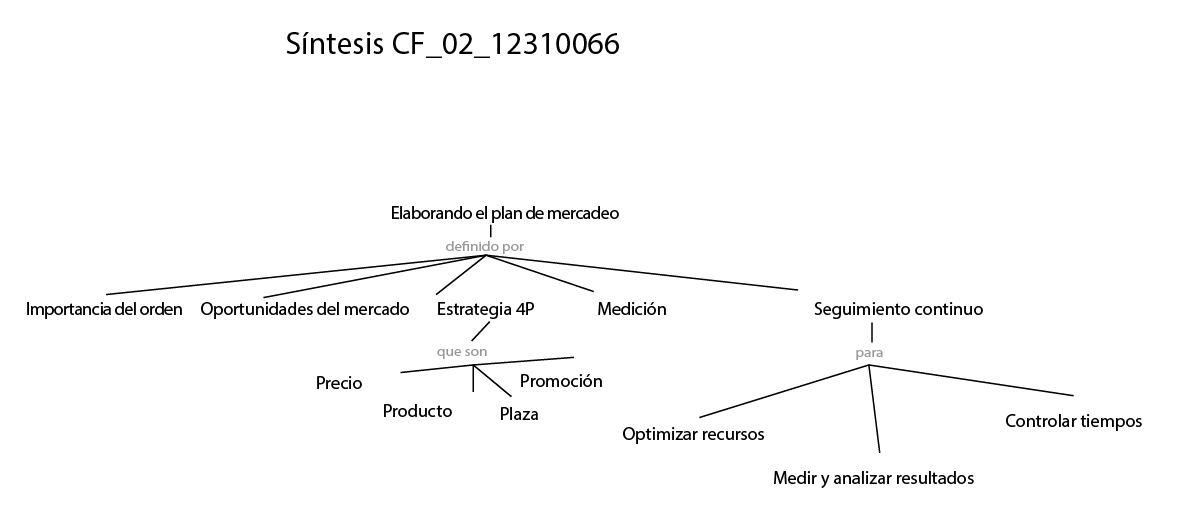 Síntesis CF_02_12310066
Elaborando el plan de mercadeo
definido por
Importancia del orden
Oportunidades del mercado
Estrategia 4P
Medición
Seguimiento continuo
que son
para
Precio
Producto
Plaza
Promoción
Optimizar recursos
Medir y analizar resultados
Controlar tiempos